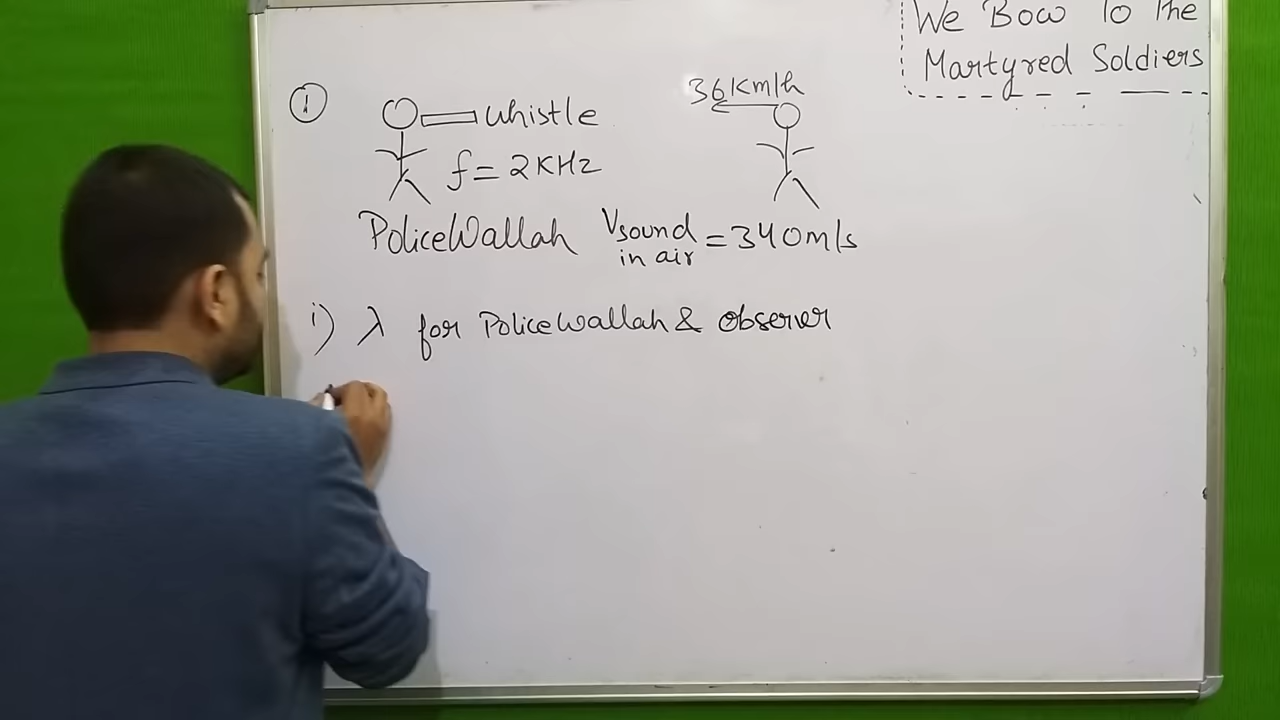 We Bow To The
Martyred Soldiers
①
whistle
36 Km/h
f = 2 KHz
PoliceWallah
Vsound in air = 340 m/s
i) λ for PoliceWallah & observer